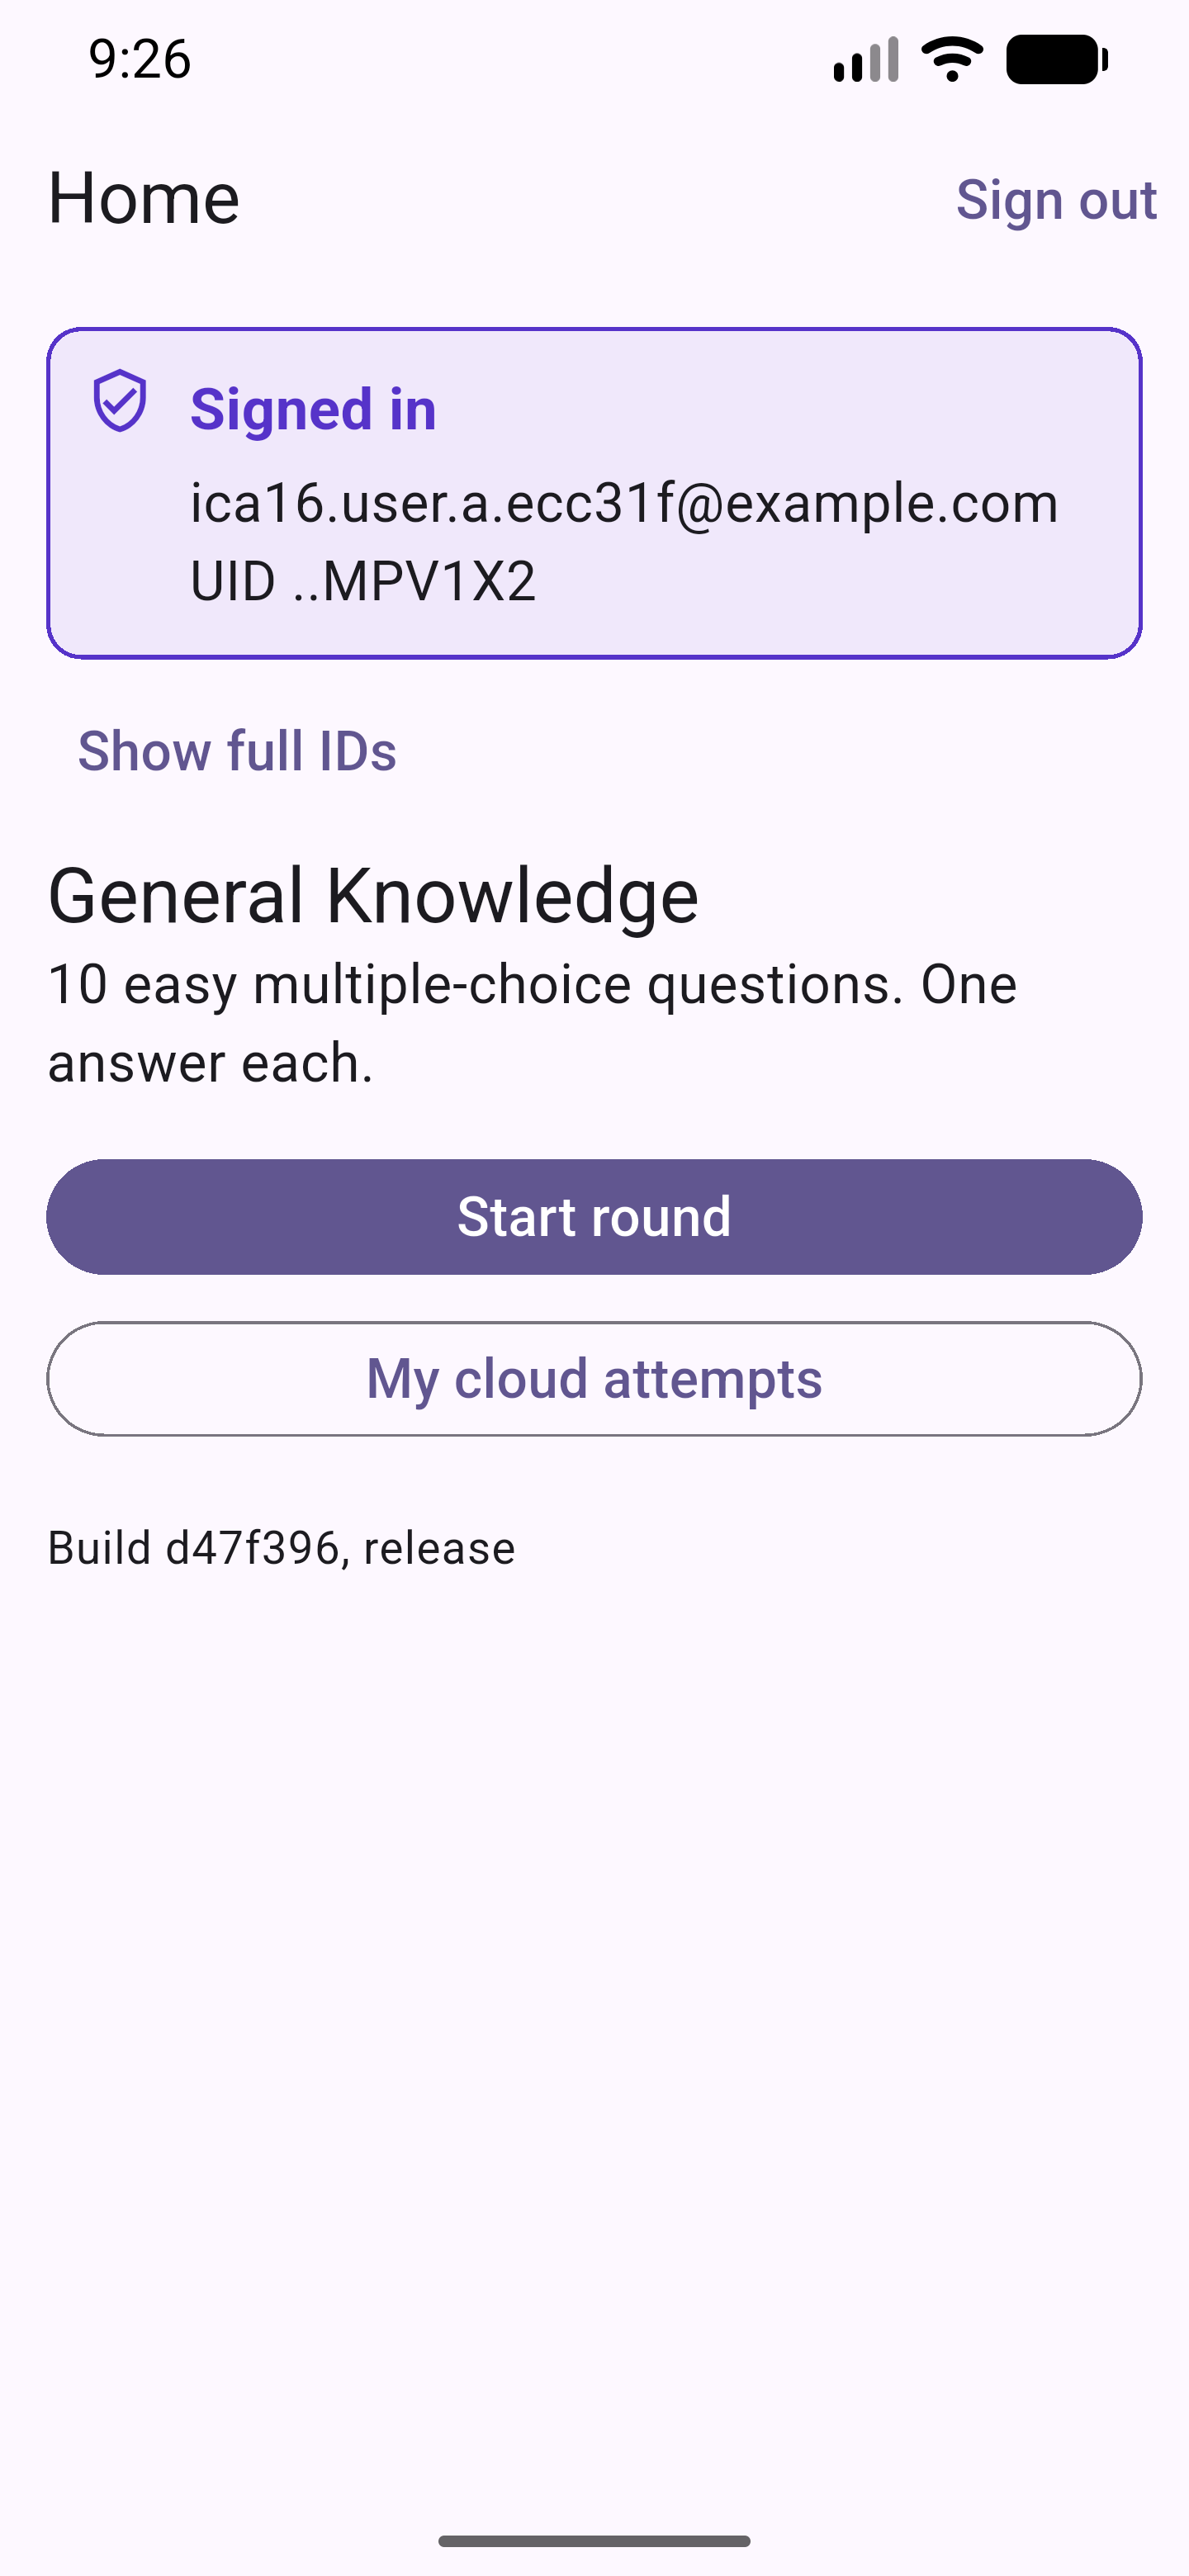 9:26
Home
Sign out
Signed in
ica16.user.a.ecc31f@example.com
UID ..MPV1X2
Show full IDs
General Knowledge
10 easy multiple-choice questions. One
answer each.
Start round
My cloud attempts
Build d47f396, release